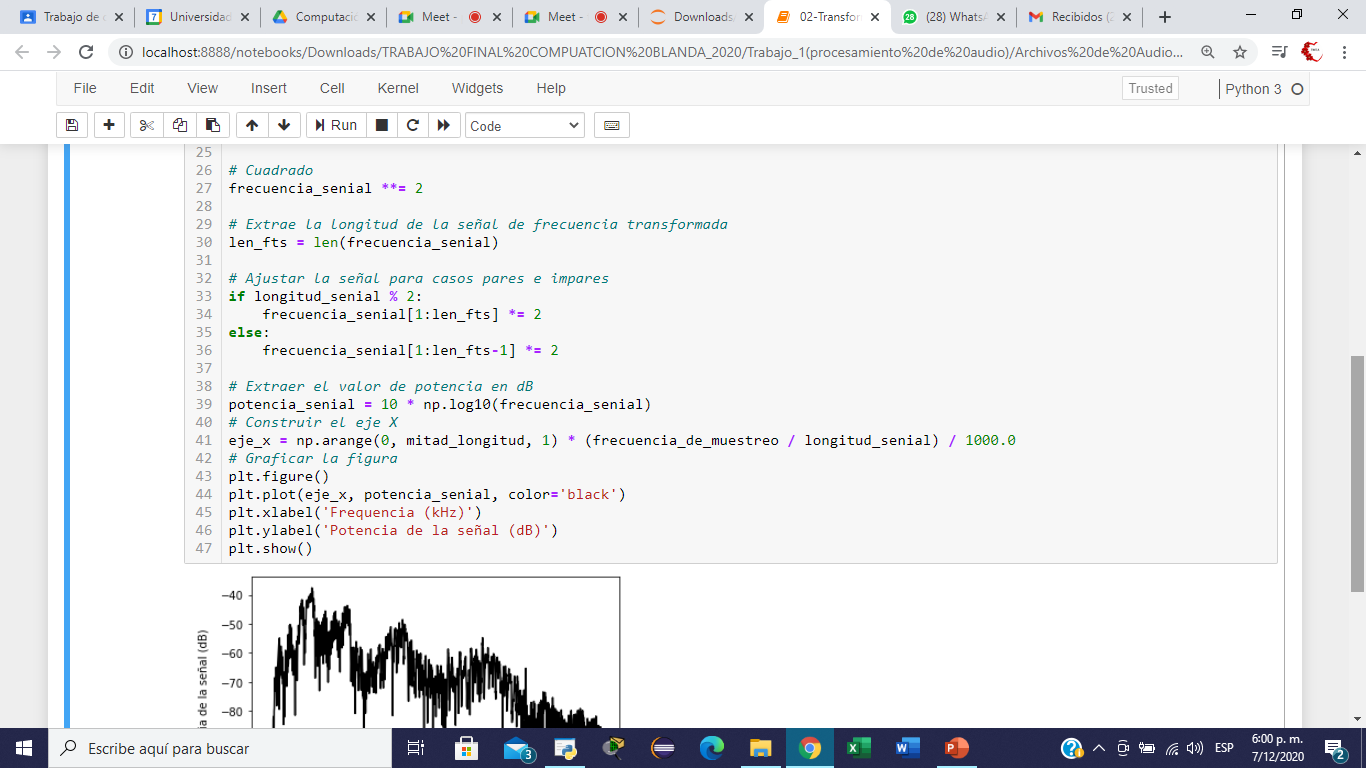 Trabajo de c
Universidad
Computacio
Meet -
Meet -
Downloads/
02-Transfor
(28) WhatsA
Recibidos (2
localhost:8888/notebooks/Downloads/TRABAJO%20FINAL%20COMPUATCION%20BLANDA_2020/Trabajo_1(procesamiento%20de%20audio)/Archivos%20de%20Audio...
File Edit View Insert Cell Kernel Widgets Help
Trusted
Python 3
Run
Code
25
26 # Cuadrado
27 frecuencia_senial **= 2
28
29 # Extrae la longitud de la señal de frecuencia transformada
30 len_fts = len(frecuencia_senial)
31
32 # Ajustar la señal para casos pares e impares
33 if longitud_senial % 2:
34     frecuencia_senial[1:len_fts] *= 2
35 else:
36     frecuencia_senial[1:len_fts-1] *= 2
37
38 # Extraer el valor de potencia en dB
39 potencia_senial = 10 * np.log10(frecuencia_senial)
40 # Construir el eje X
41 eje_x = np.arange(0, mitad_longitud, 1) * (frecuencia_de_muestreo / longitud_senial) / 1000.0
42 # Graficar la figura
43 plt.figure()
44 plt.plot(eje_x, potencia_senial, color='black')
45 plt.xlabel('Frequencia (kHz)')
46 plt.ylabel('Potencia de la señal (dB)')
47 plt.show()
−40
−50
−60
−70
−80
ia de la señal (dB)
Escribe aquí para buscar
3
ESP
6:00 p. m.
7/12/2020
2